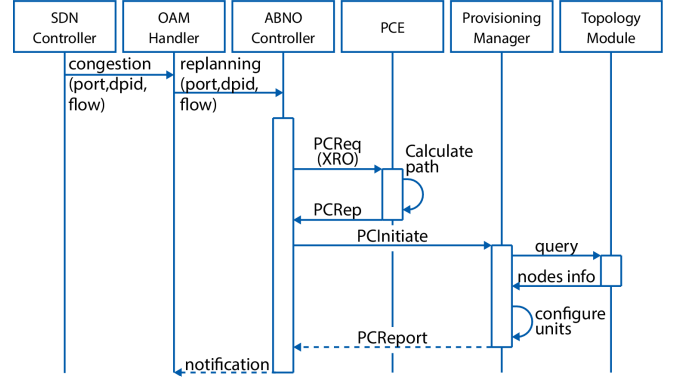 SDN
Controller
OAM
Handler
ABNO
Controller
PCE
Provisioning
Manager
Topology
Module
congestion
(port,dpid,
flow)
replanning
(port,dpid,
flow)
PCReq
(XRO)
Calculate
path
PCRep
PCInitiate
query
nodes info
configure
units
PCReport
notification